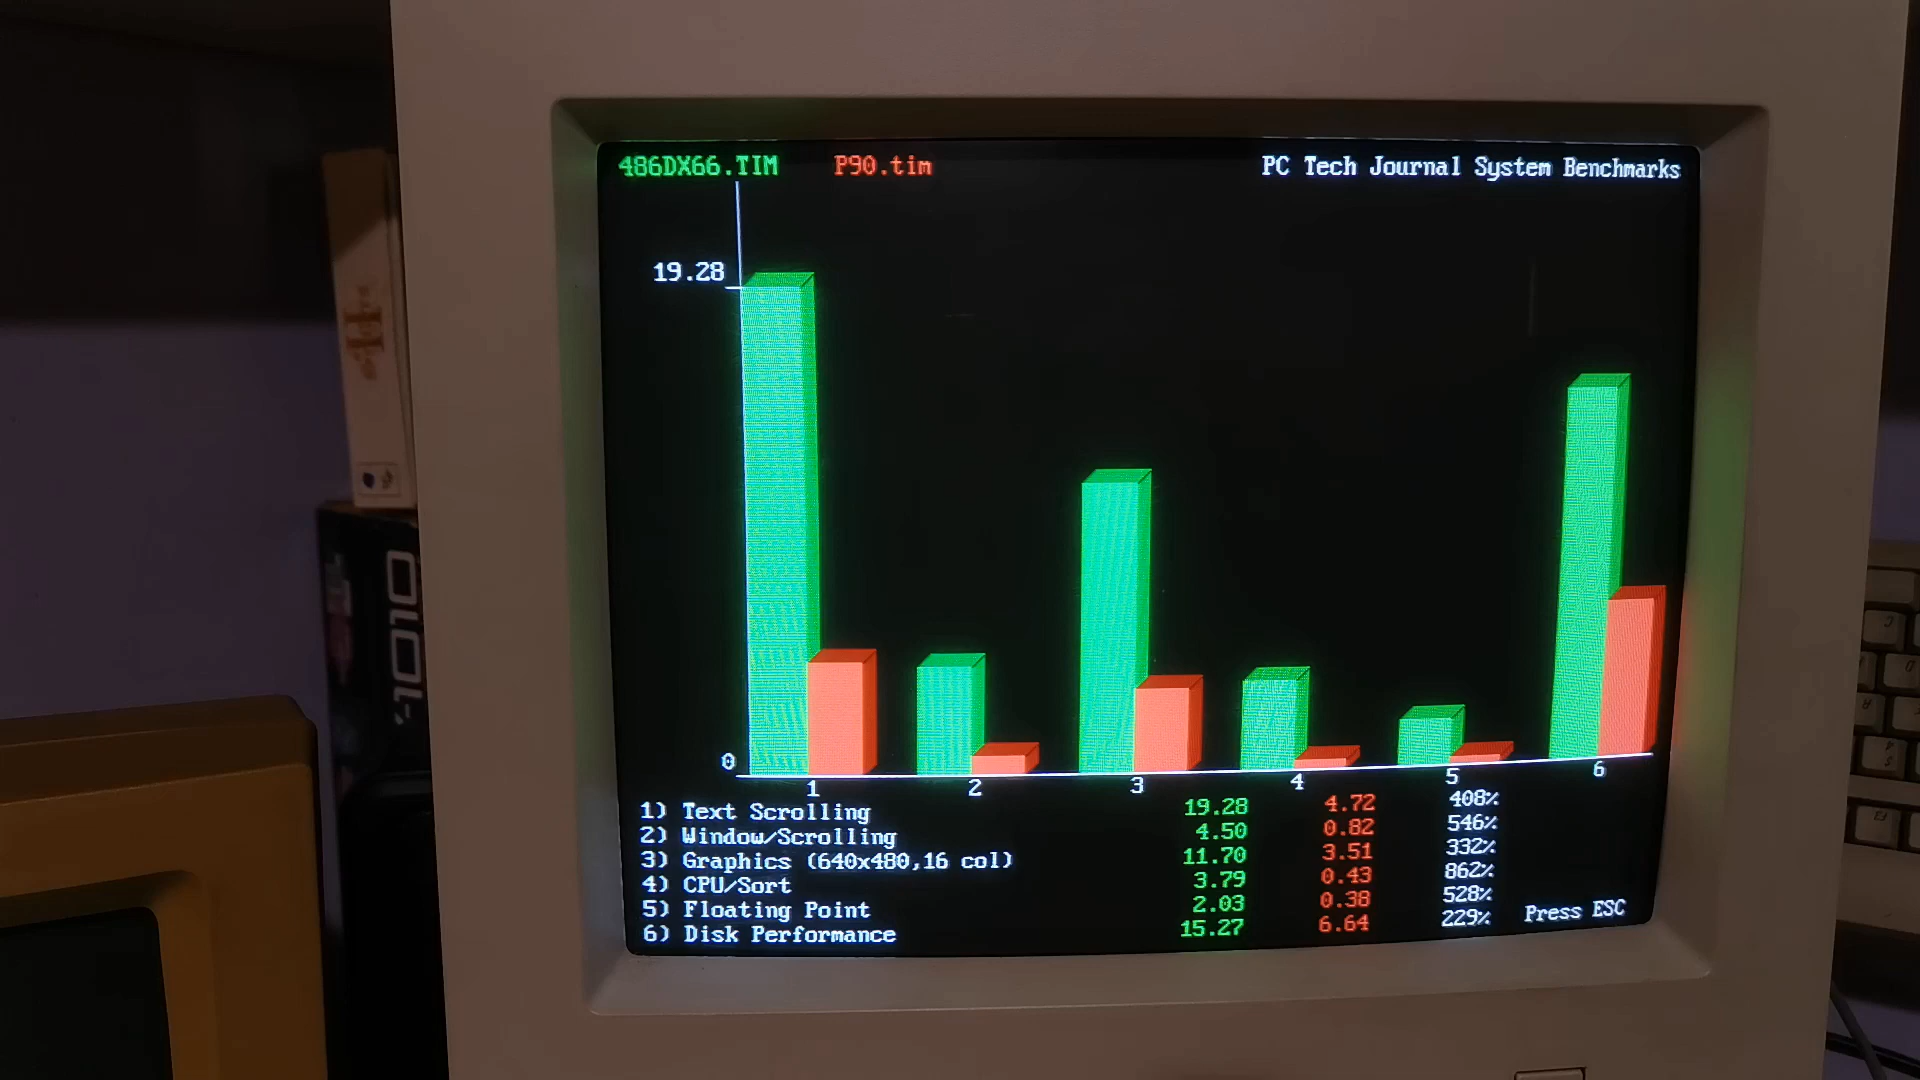 486DX66.TIM P90.tim PC Tech Journal System Benchmarks
19.28
0
1 2 3 4 5 6
1) Text Scrolling 19.28 4.72 408%
2) Window/Scrolling 4.50 0.82 546%
3) Graphics (640x480,16 col) 11.70 3.51 332%
4) CPU/Sort 3.79 0.43 862%
5) Floating Point 2.03 0.38 528%
6) Disk Performance 15.27 6.64 229%
Press ESC